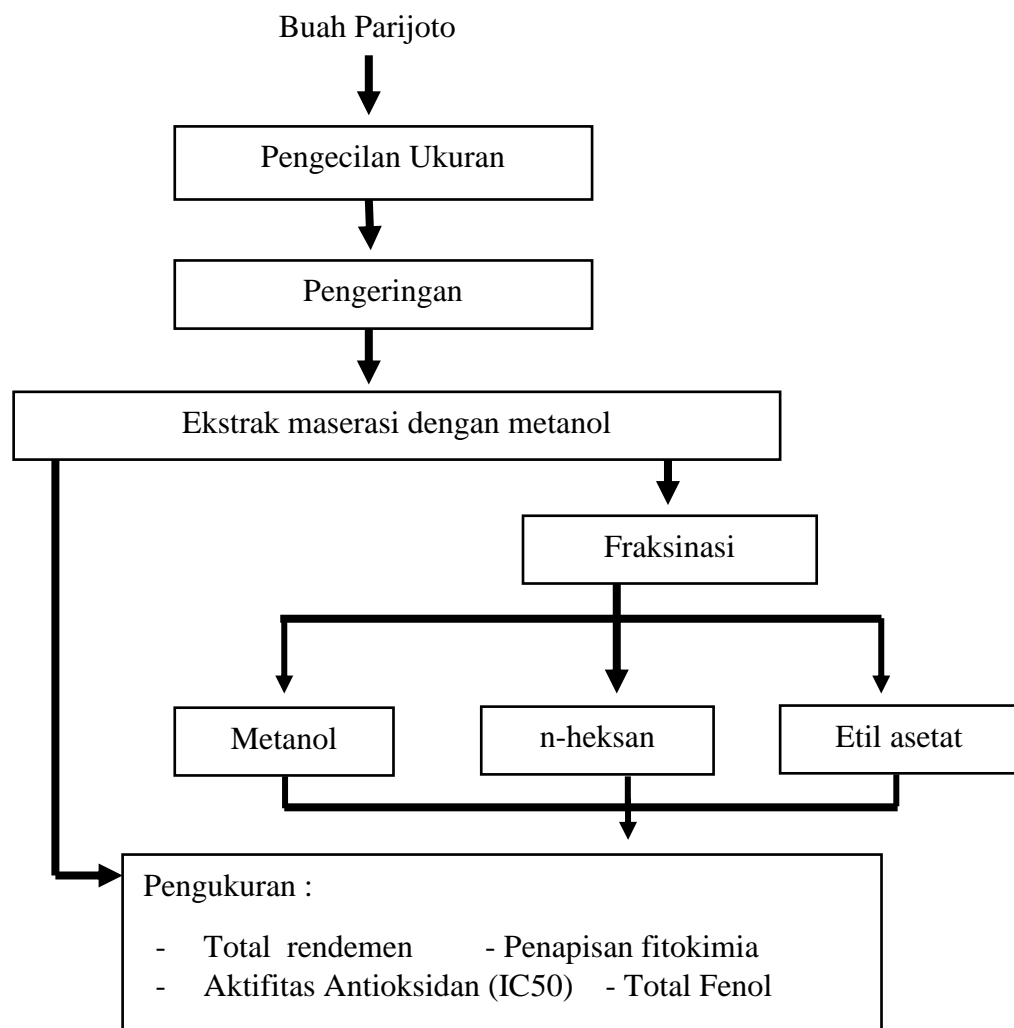 Buah Parijoto
Pengecilan Ukuran
Pengeringan
Ekstrak maserasi dengan metanol
Fraksinasi
Metanol
n-heksan
Etil asetat
Pengukuran :
- Total rendemen - Penapisan fitokimia
- Aktifitas Antioksidan (IC50) - Total Fenol